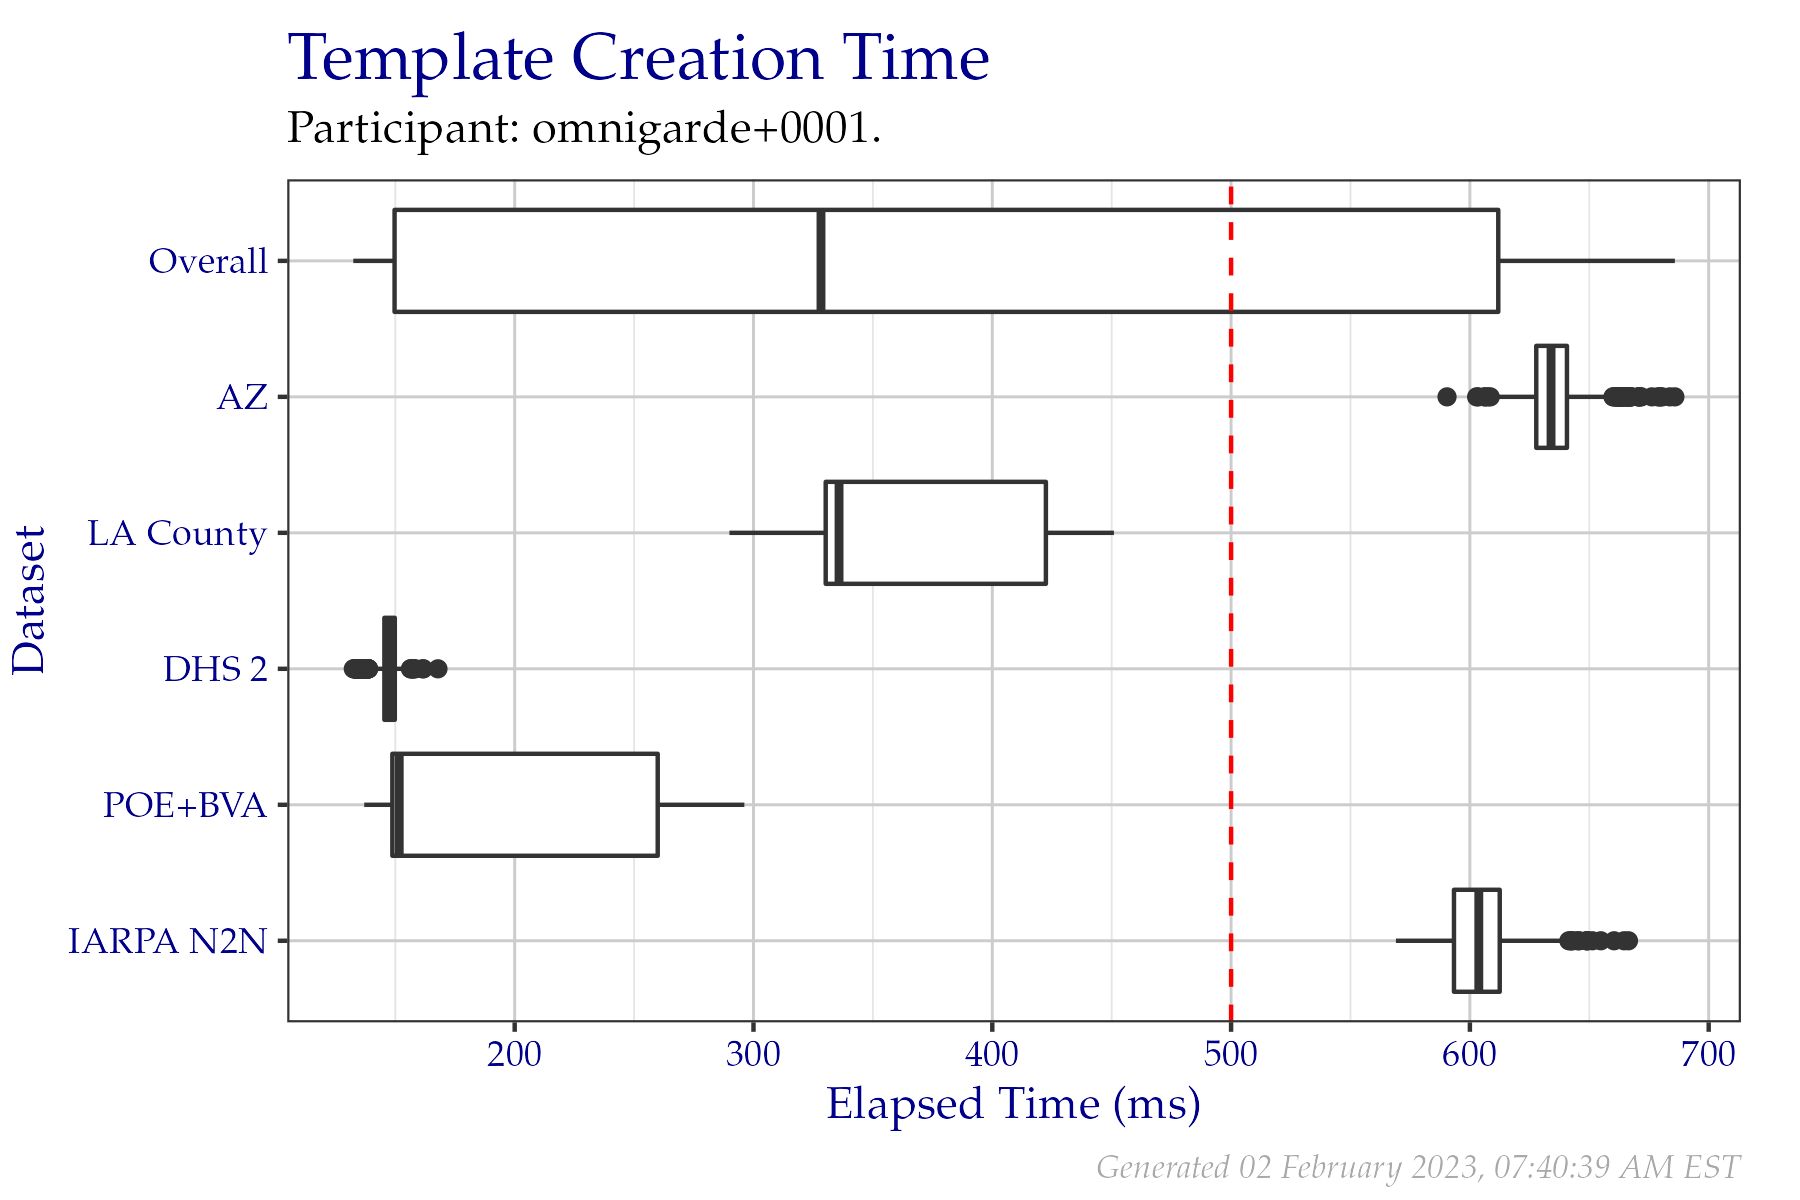 Template Creation Time
Participant: omnigarde+0001.
Dataset
Overall
AZ
LA County
DHS 2
POE+BVA
IARPA N2N
200 300 400 500 600 700
Elapsed Time (ms)
Generated 02 February 2023, 07:40:39 AM EST